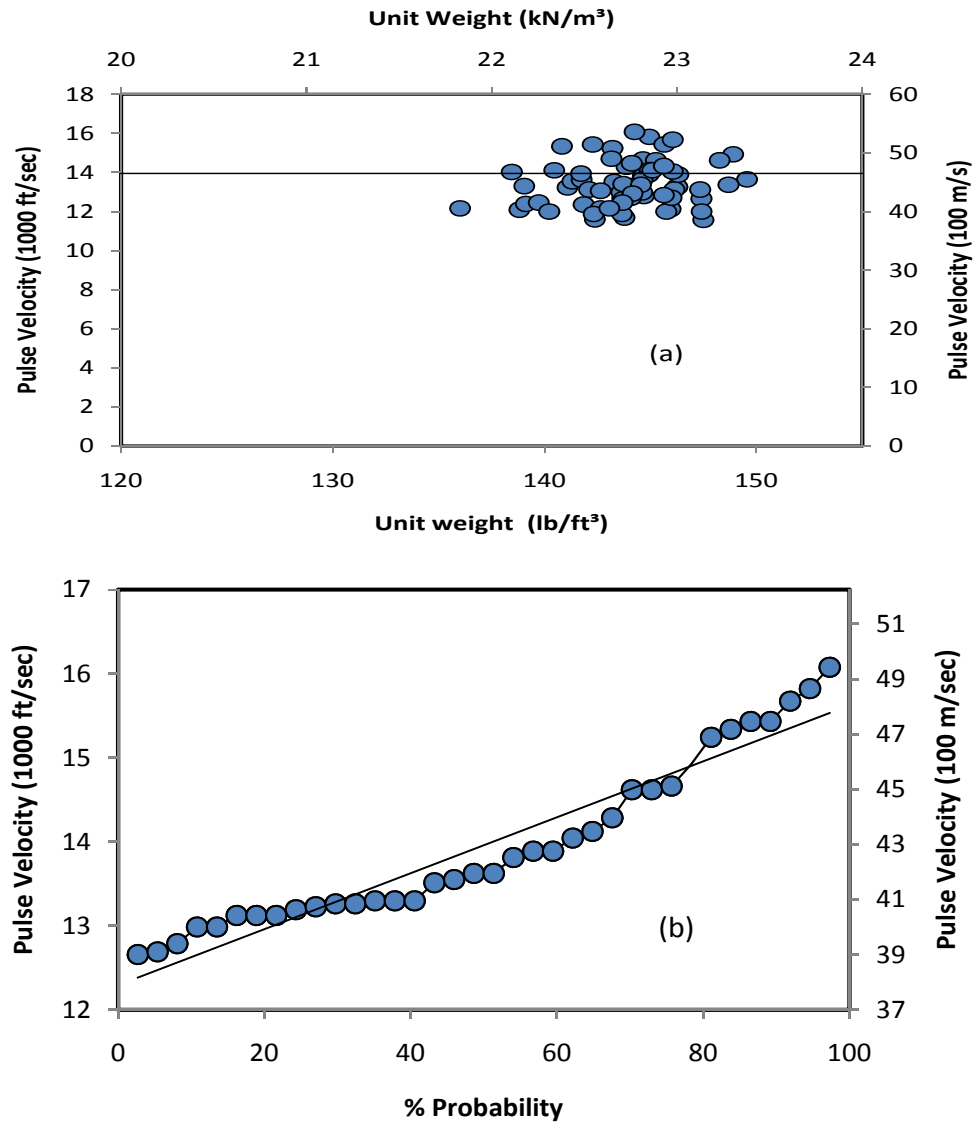 Unit Weight (kN/m³)
20 21 22 23 24
Pulse Velocity (1000 ft/sec)
18
16
14
12
10
8
6
4
2
0
60
50
40
30
20
10
0
Pulse Velocity (100 m/s)
(a)
120 130 140 150
Unit weight (lb/ft³)
Pulse Velocity (1000 ft/sec)
17
16
15
14
13
12
51
49
47
45
43
41
39
37
Pulse Velocity (100 m/sec)
(b)
0 20 40 60 80 100
% Probability